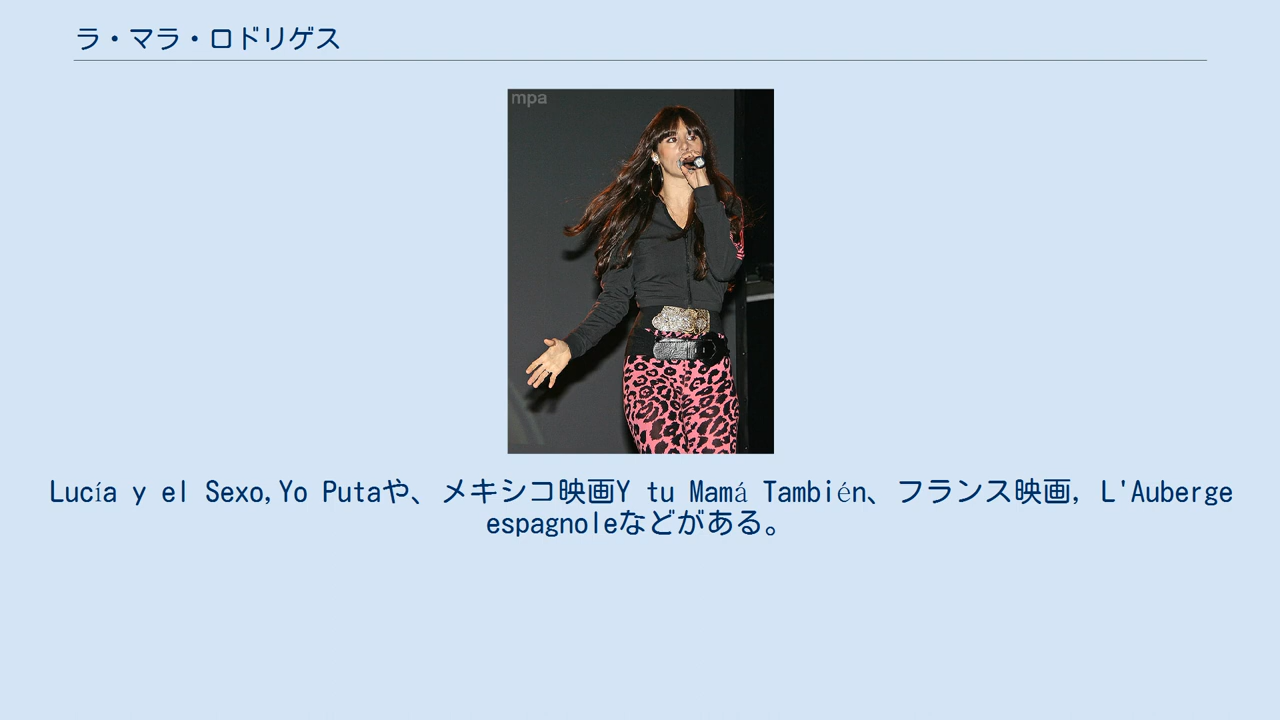 ラ・マラ・ロドリゲス
mpa
Lucía y el Sexo,Yo Putaや、メキシコ映画Y tu Mamá También、フランス映画, L'Auberge
espagnoleなどがある。